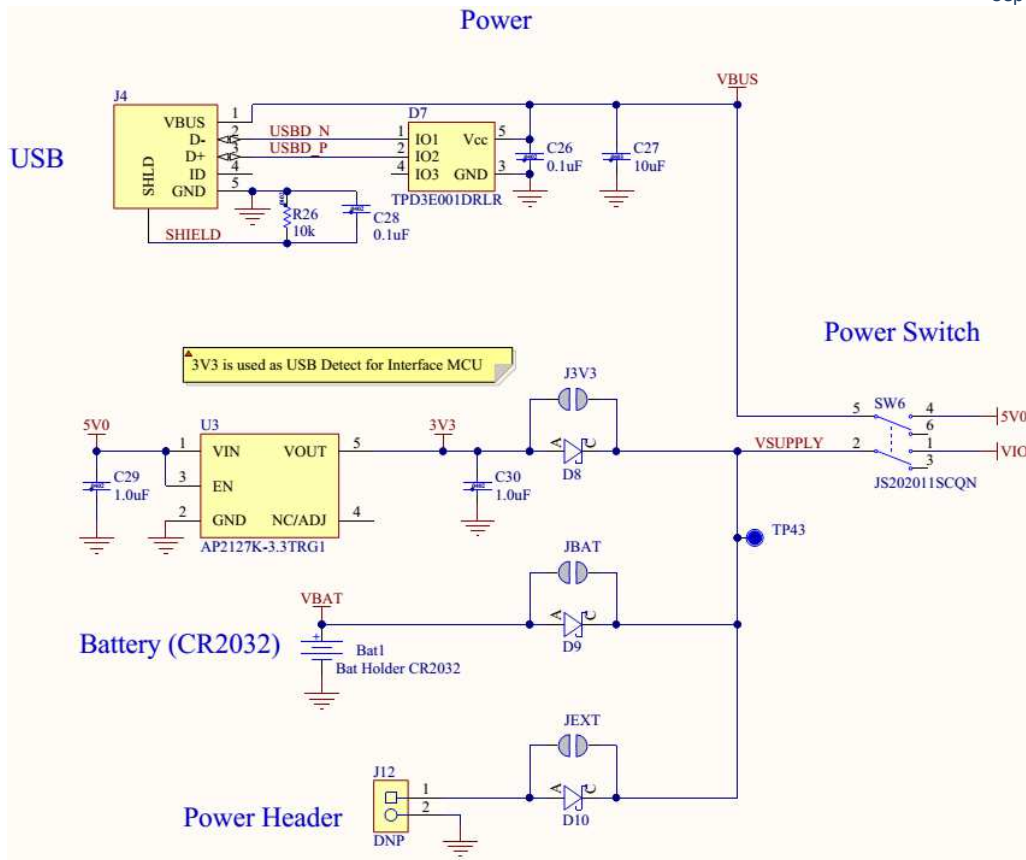 Power
VBUS
J4
D7
1
VBUS
2
USBD_N
1
IO1
Vcc
5
D-
3
USBD_P
2
IO2
C26
C27
D+
4
4
IO3
GND
3
0.1uF
10uF
ID
5
GND
TPD3E001DRLR
USB
SHLD
R26
10k
C28
0.1uF
SHIELD
Power Switch
3V3 is used as USB Detect for Interface MCU
J3V3
5
SW6
4
5V0
6
5V0
U3
3V3
1
VIN
VOUT
5
A
C
VSUPPLY
2
1
VIO
3
D8
JS202011SCQN
C29
1.0uF
3
EN
C30
1.0uF
2
GND
NC/ADJ
4
AP2127K-3.3TRG1
TP43
JBAT
VBAT
A
C
D9
Battery (CR2032)
+
Bat1
Bat Holder CR2032
JEXT
J12
1
A
C
2
D10
Power Header
DNP